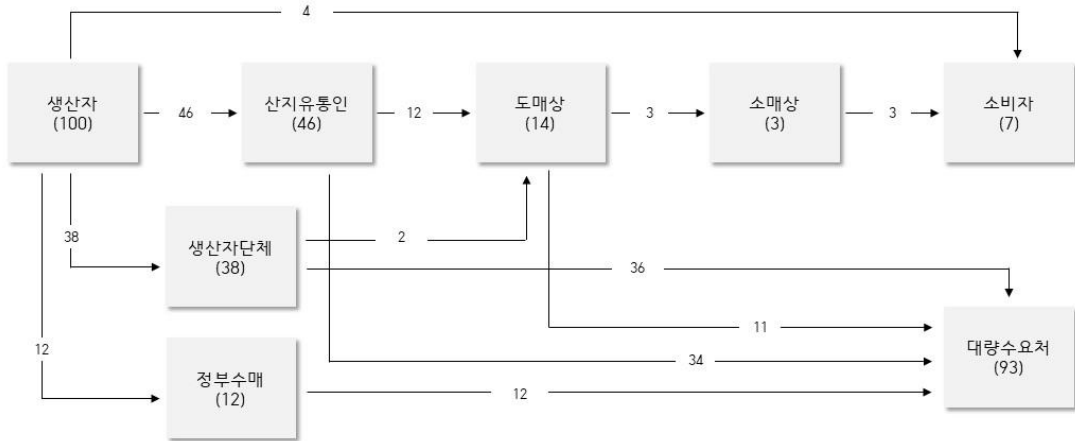 4
생산자
(100)
46
산지유통인
(46)
12
도매상
(14)
3
소매상
(3)
3
소비자
(7)
38
생산자단체
(38)
2
36
12
정부수매
(12)
11
34
12
대량수요처
(93)